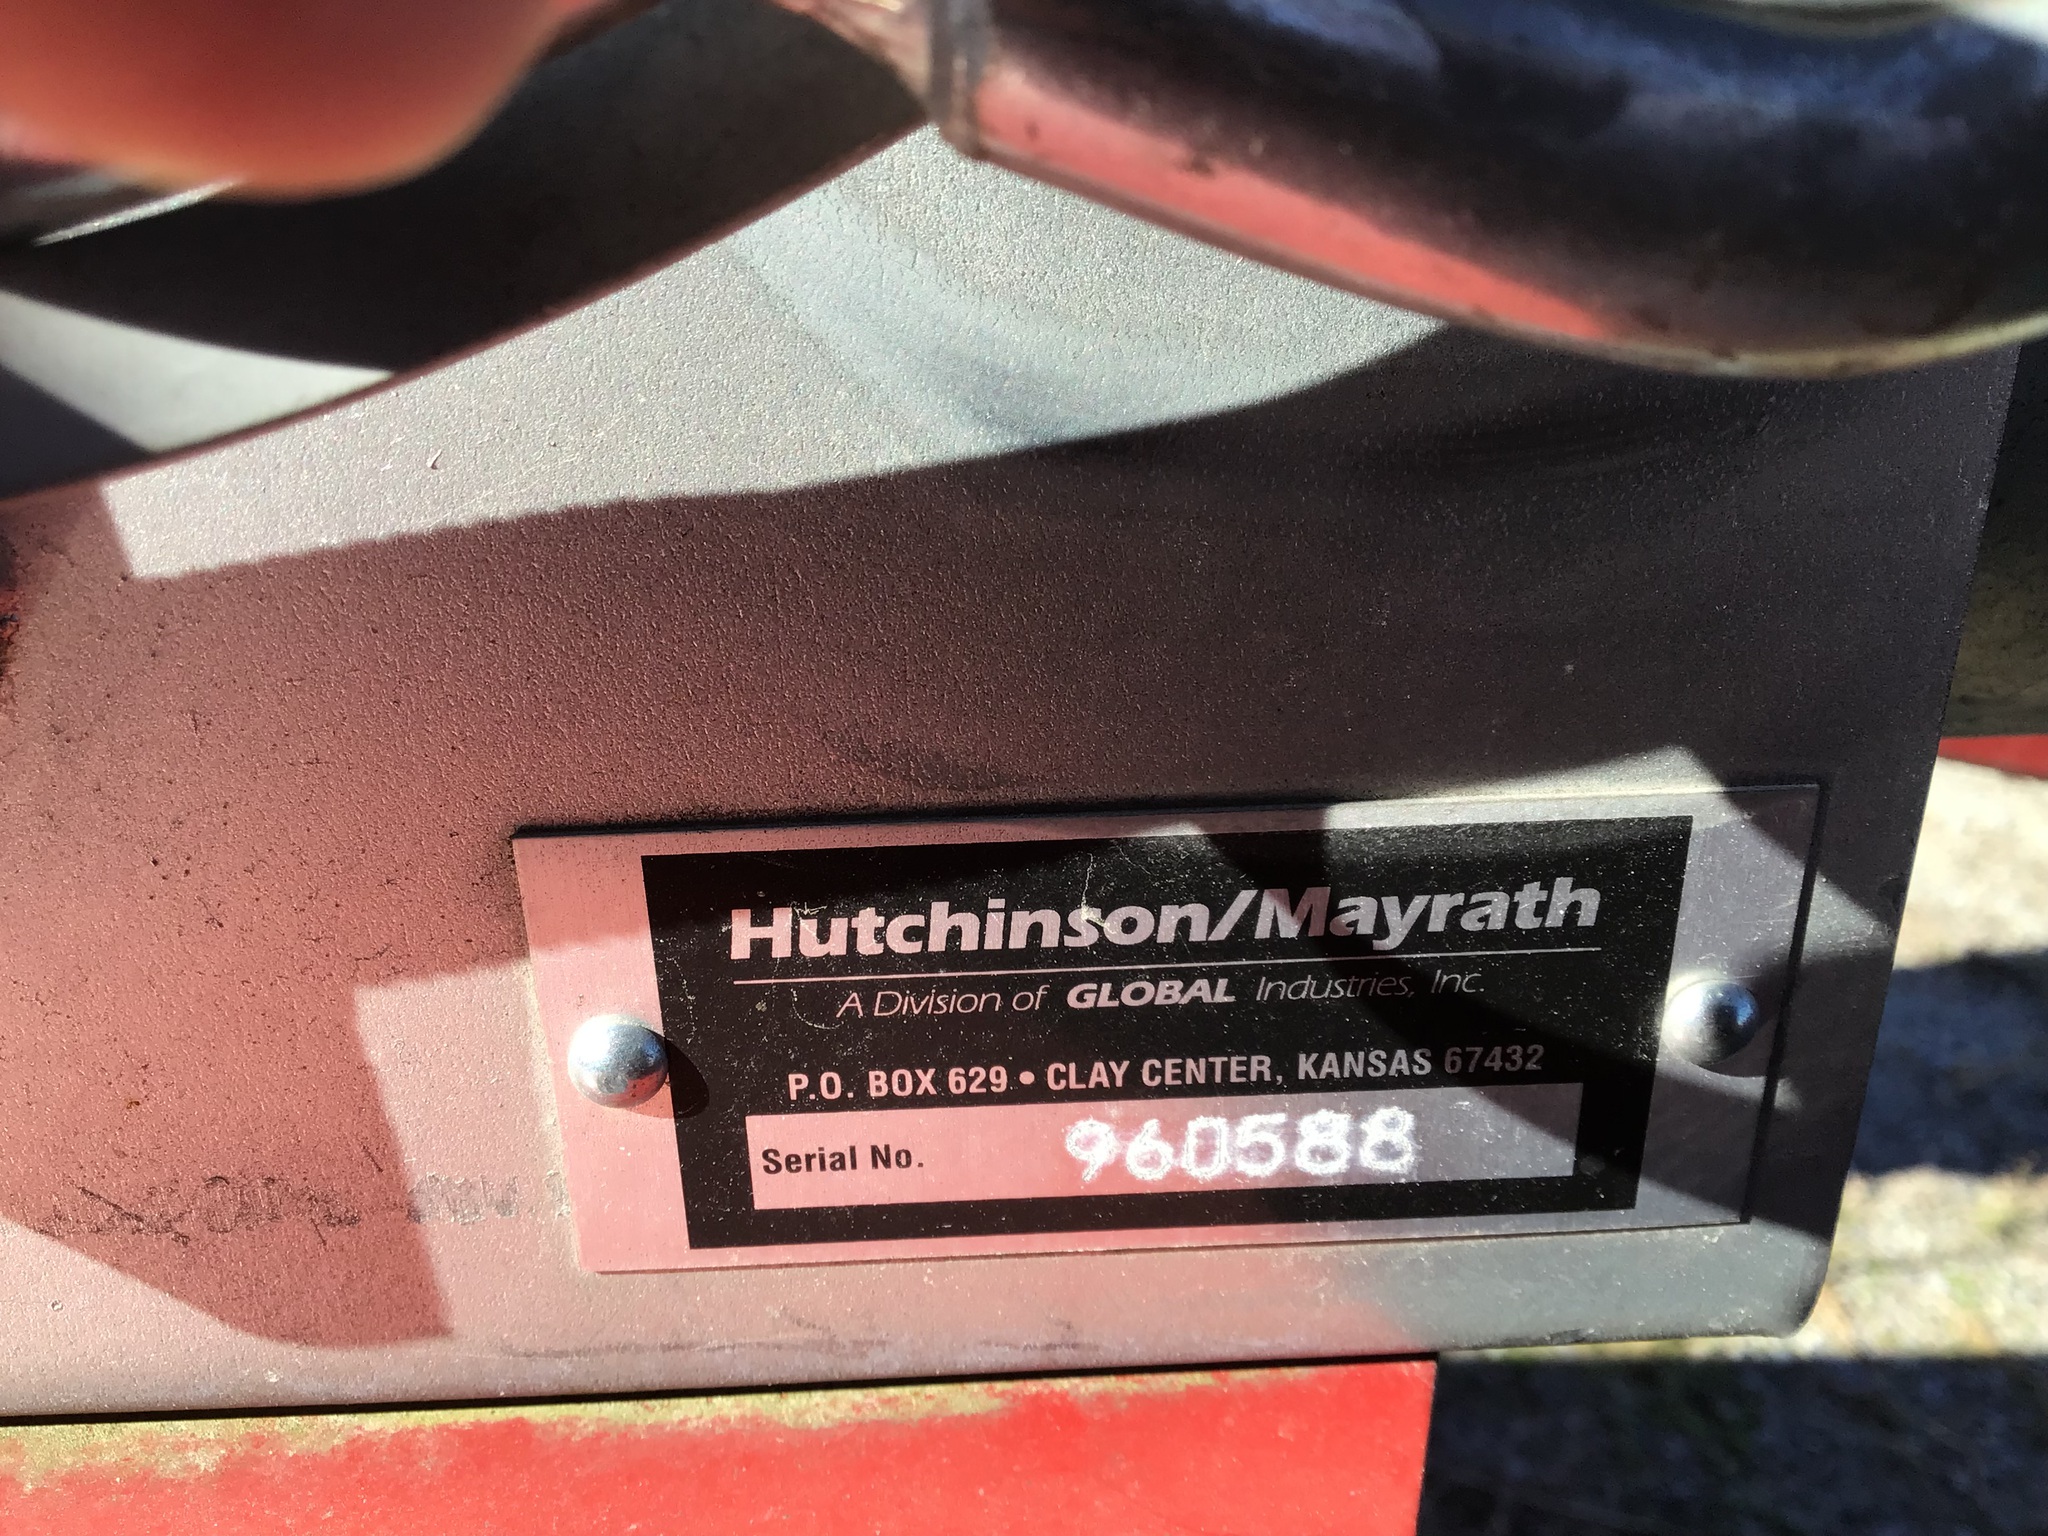 Hutchinson/Mayrath
A Division of GLOBAL Industries, Inc.
P.O. BOX 629 • CLAY CENTER, KANSAS 67432
Serial No. 960588